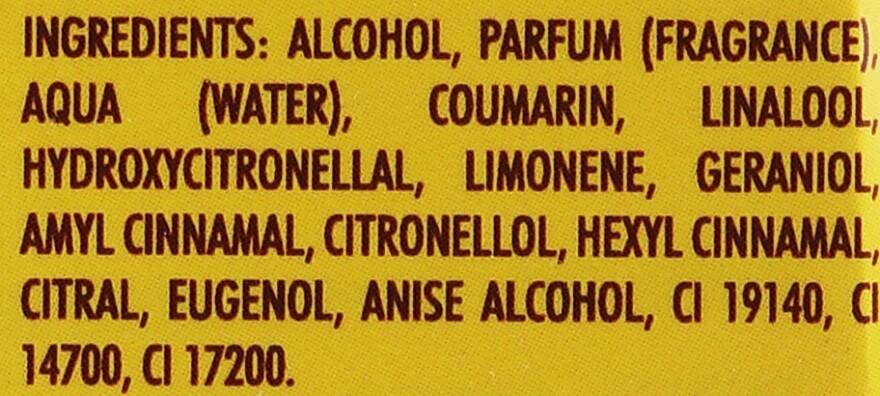 INGREDIENTS: ALCOHOL, PARFUM (FRAGRANCE),
AQUA (WATER), COUMARIN, LINALOOL,
HYDROXYCITRONELLAL, LIMONENE, GERANIOL,
AMYL CINNAMAL, CITRONELLOL, HEXYL CINNAMAL,
CITRAL, EUGENOL, ANISE ALCOHOL, CI 19140, CI
14700, CI 17200.